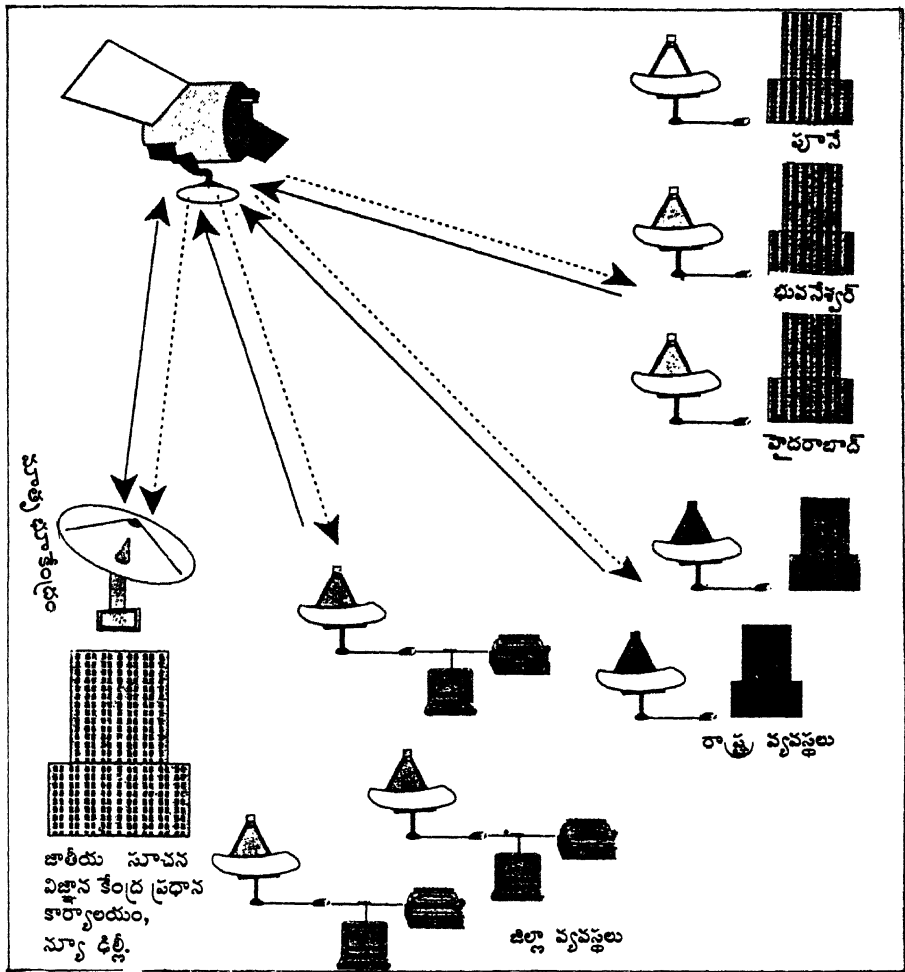 పూనే
భువనేశ్వర్
హైదరాబాద్
మాతృ భూకేంద్రం
రాష్ట్ర వ్యవస్థలు
జాతీయ సూచన
విజ్ఞాన కేంద్ర ప్రధాన
కార్యాలయం,
న్యూ ఢిల్లీ.
జిల్లా వ్యవస్థలు